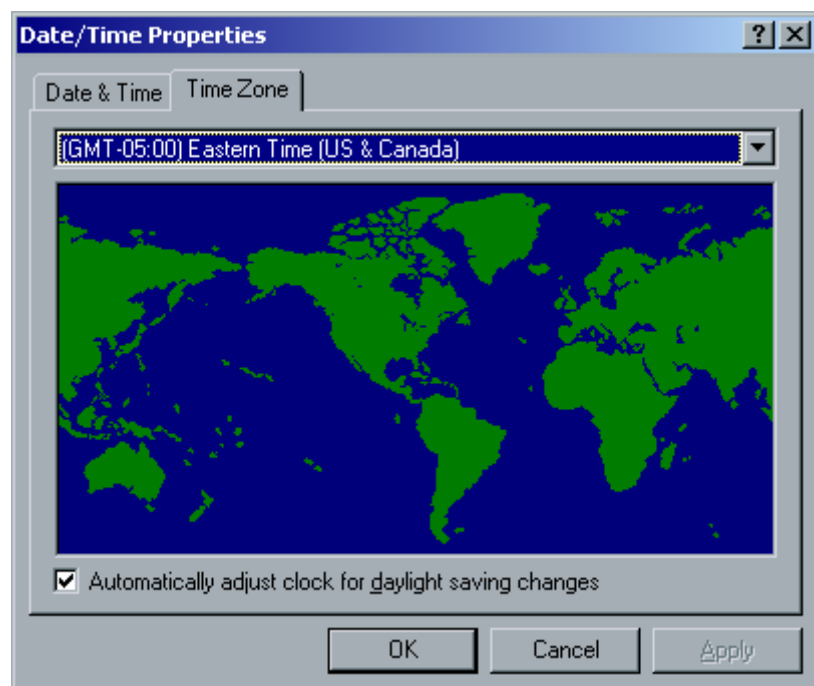 Date/Time Properties
Date & Time Time Zone
(GMT-05:00) Eastern Time (US & Canada)
Automatically adjust clock for daylight saving changes
OK Cancel Apply